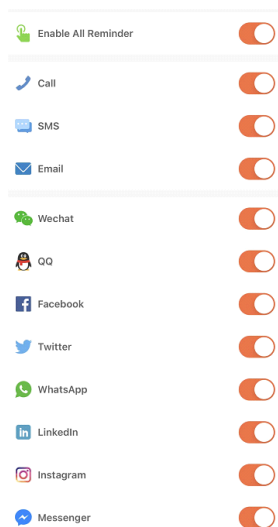 Enable All Reminder
Call
SMS
Email
Wechat
QQ
Facebook
Twitter
WhatsApp
LinkedIn
Instagram
Messenger